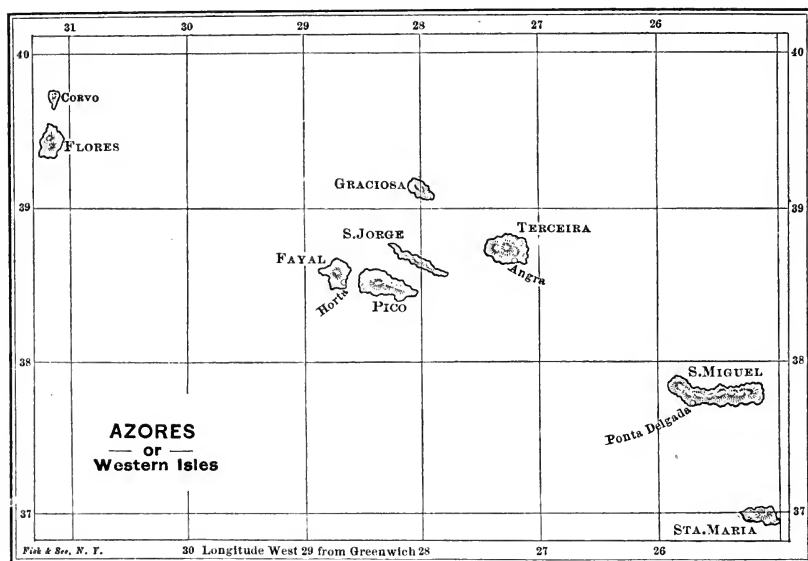 31 30 29 28 27 26
40 40
CORVO
FLORES
GRACIOSA
39 39
S.JORGE
TERCEIRA
FAYAL
Angra
Horta
PICO
38 38
S.MIGUEL
Ponta Delgada
AZORES
or
Western Isles
37 37
STA.MARIA
Fisk & See, N. Y. 30 Longitude West 29 from Greenwich 28 27 26